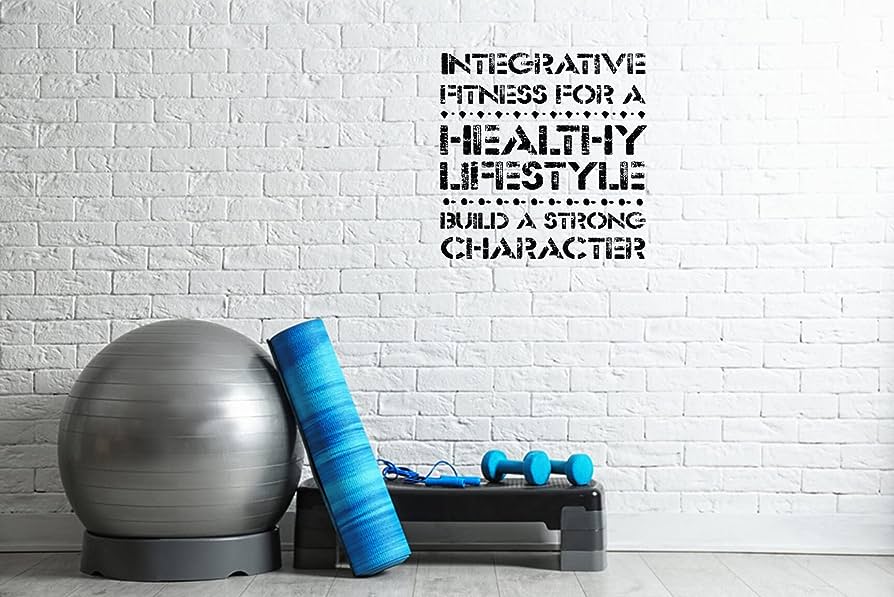 INTEGRATIVE
FITNESS FOR A
HEALTHY
LIFESTYLE
BUILD A STRONG
CHARACTER